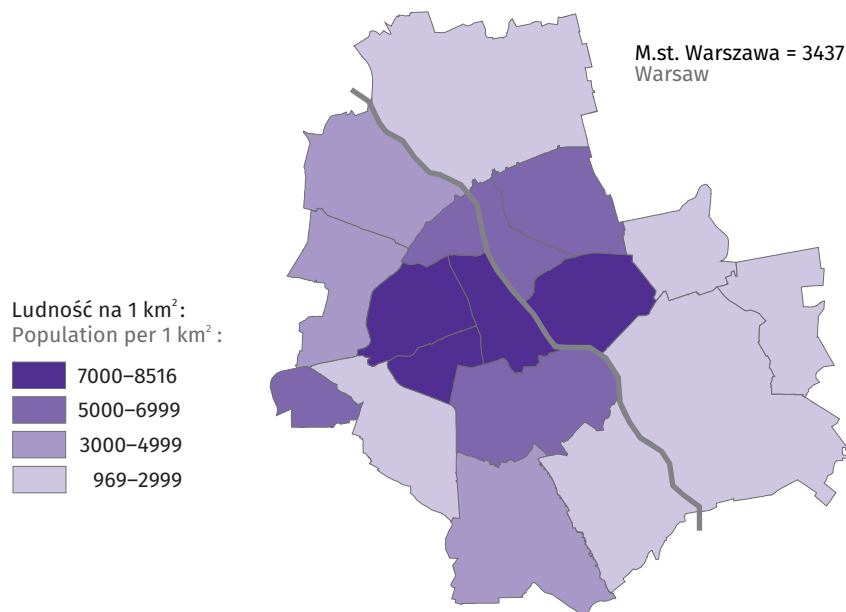 M.st. Warszawa = 3437
Warsaw
Ludność na 1 km²:
Population per 1 km²:
7000–8516
5000–6999
3000–4999
969–2999